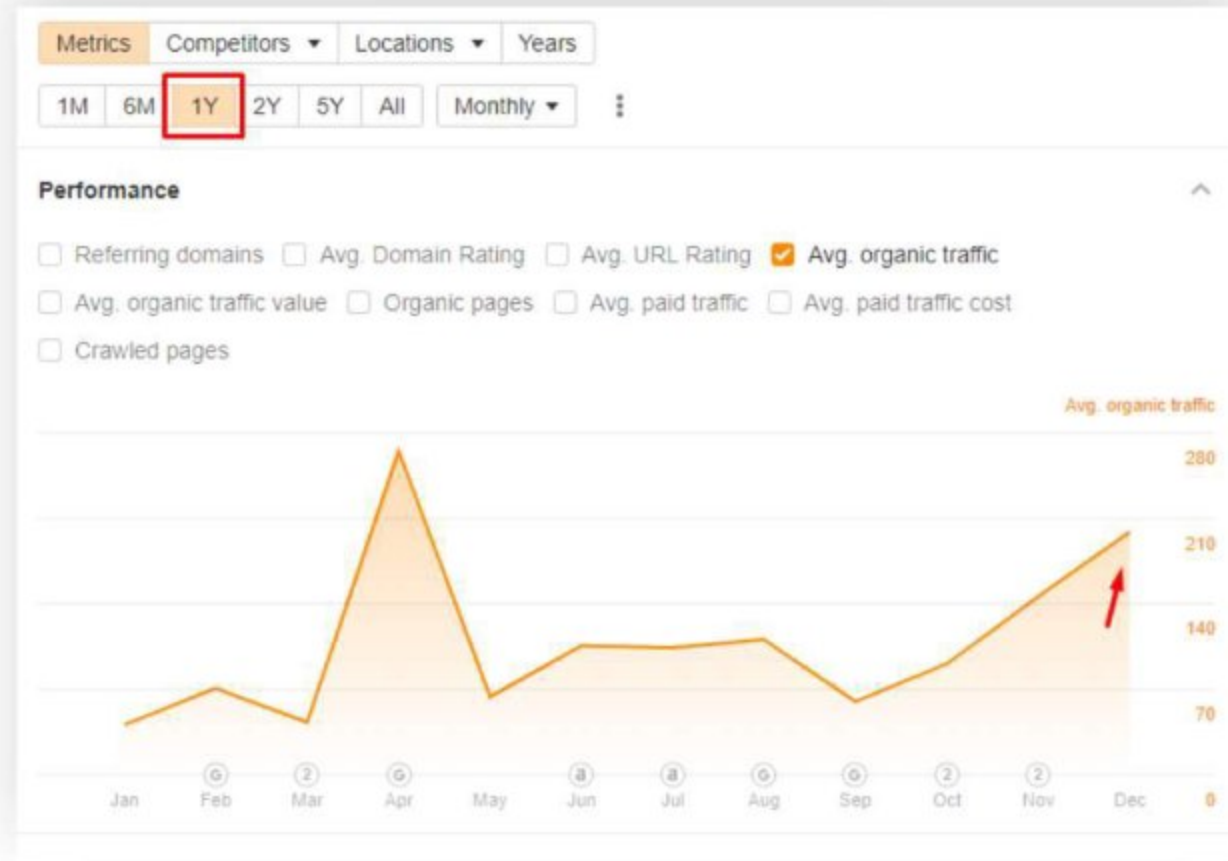 Metrics Competitors Locations Years
1M 6M 1Y 2Y 5Y All Monthly
Performance
Referring domains Avg. Domain Rating Avg. URL Rating Avg. organic traffic
Avg. organic traffic value Organic pages Avg. paid traffic Avg. paid traffic cost
Crawled pages
Avg. organic traffic
280
210
140
70
G 2 G a a G G 2 2
Jan Feb Mar Apr May Jun Jul Aug Sep Oct Nov Dec 0